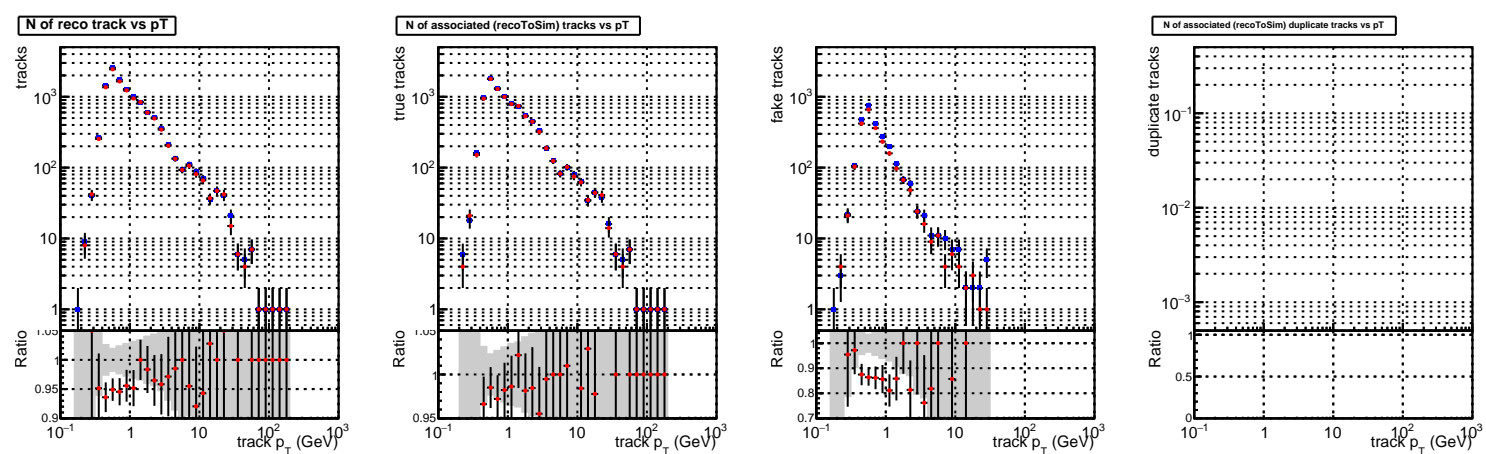 N of reco track vs pT
tracks
10³
10²
10
1
Ratio
1.05
1
0.95
0.9
10⁻¹ 1 10 10² 10³
track p_T (GeV)
N of associated (recoToSim) tracks vs pT
true tracks
10³
10²
10
1
Ratio
1.05
1
0.95
10⁻¹ 1 10 10² 10³
track p_T (GeV)
fake tracks
10³
10²
10
1
Ratio
1
0.9
0.8
0.7
10⁻¹ 1 10 10² 10³
track p_T (GeV)
N of associated (recoToSim) duplicate tracks vs pT
duplicate tracks
10⁻¹
10⁻²
10⁻³
Ratio
1
0.5
0
10⁻¹ 1 10 10² 10³
track p_T (GeV)